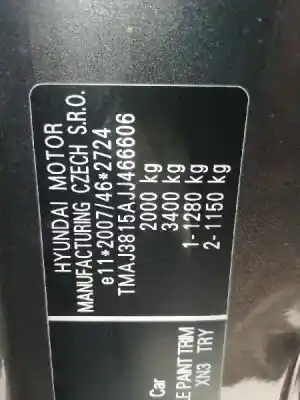 HYUNDAI MOTOR
MANUFACTURING CZECH S.R.O.
e11*2007/46*2724
TMAJ3815AJJ466606
2000 kg
3400 kg
1-1280 kg
2-1150 kg
Car
LE PAINT TRIM
XN3 TRY